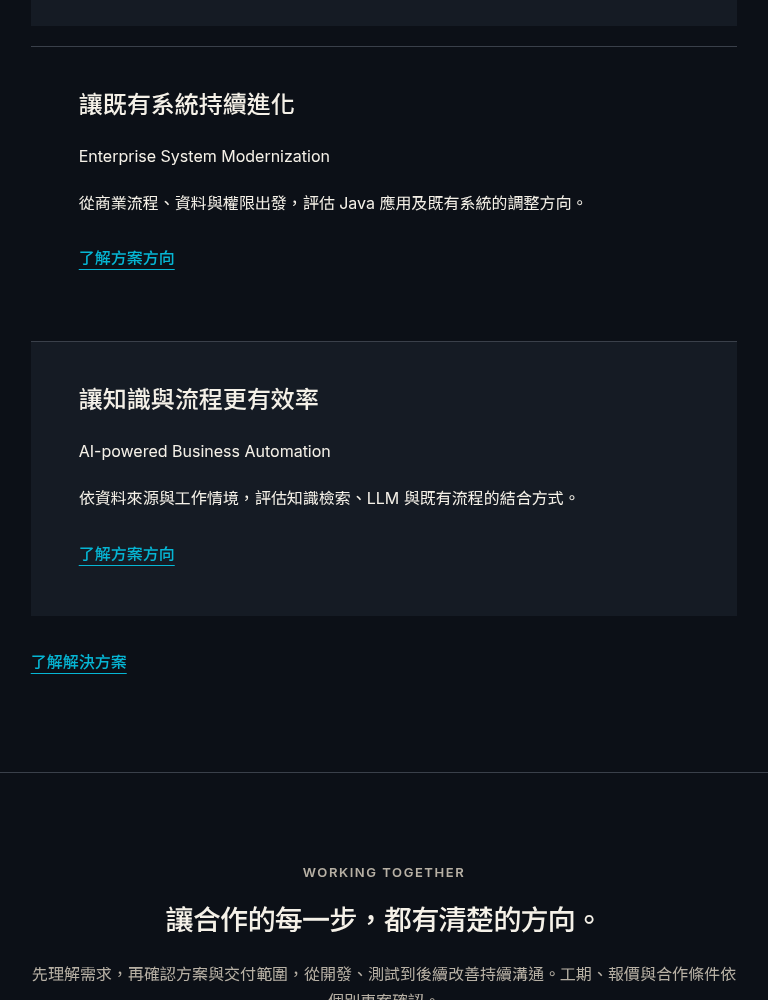 讓既有系統持續進化
Enterprise System Modernization
從商業流程、資料與權限出發，評估 Java 應用及既有系統的調整方向。
了解方案方向
讓知識與流程更有效率
AI-powered Business Automation
依資料來源與工作情境，評估知識檢索、LLM 與既有流程的結合方式。
了解方案方向
了解解決方案
WORKING TOGETHER
讓合作的每一步，都有清楚的方向。
先理解需求，再確認方案與交付範圍，從開發、測試到後續改善持續溝通。工期、報價與合作條件依
個別專案確認。